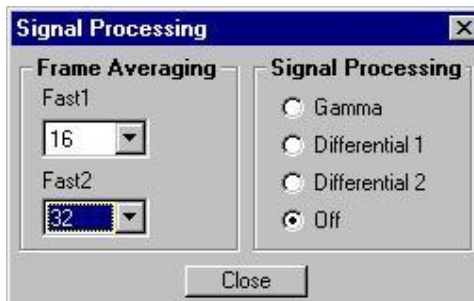 Signal Processing
Frame Averaging
Fast1
16
Fast2
32
Signal Processing
Gamma
Differential 1
Differential 2
Off
Close